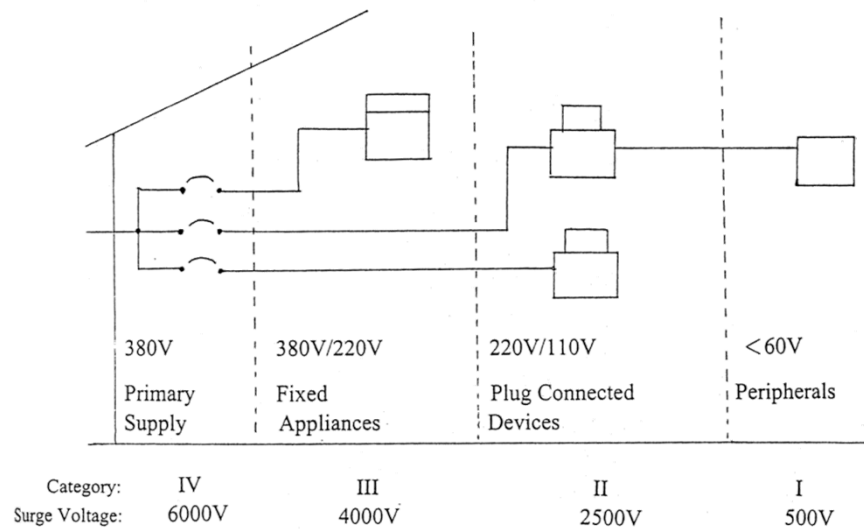 380V
380V/220V
220V/110V
<60V
Primary
Supply
Fixed
Appliances
Plug Connected
Devices
Peripherals
Category: IV III II I
Surge Voltage: 6000V 4000V 2500V 500V